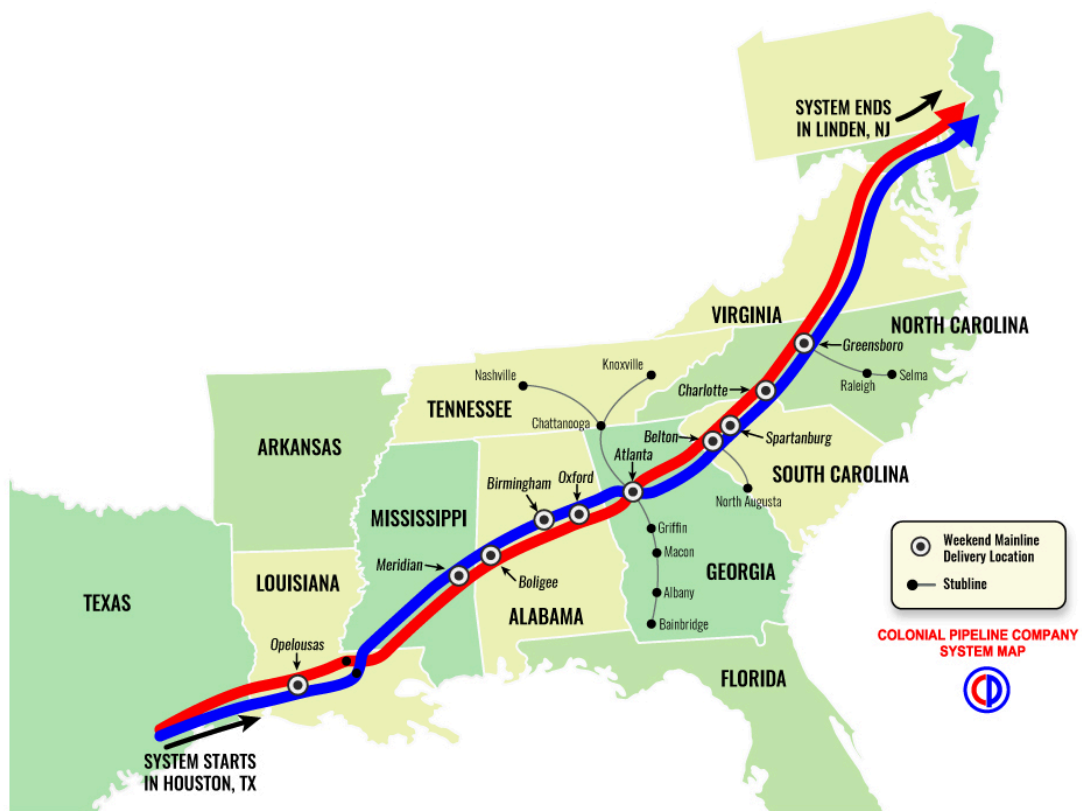 SYSTEM ENDS
IN LINDEN, NJ
VIRGINIA
NORTH CAROLINA
Greensboro
Raleigh
Selma
Charlotte
Knoxville
Nashville
TENNESSEE
Chattanooga
Belton
Spartanburg
ARKANSAS
Atlanta
SOUTH CAROLINA
Oxford
Birmingham
North Augusta
MISSISSIPPI
Griffin
Macon
Meridian
Boligee
GEORGIA
LOUISIANA
Albany
TEXAS
ALABAMA
Bainbridge
Opelousas
FLORIDA
SYSTEM STARTS
IN HOUSTON, TX
Weekend Mainline
Delivery Location
Stubline
COLONIAL PIPELINE COMPANY
SYSTEM MAP
CP